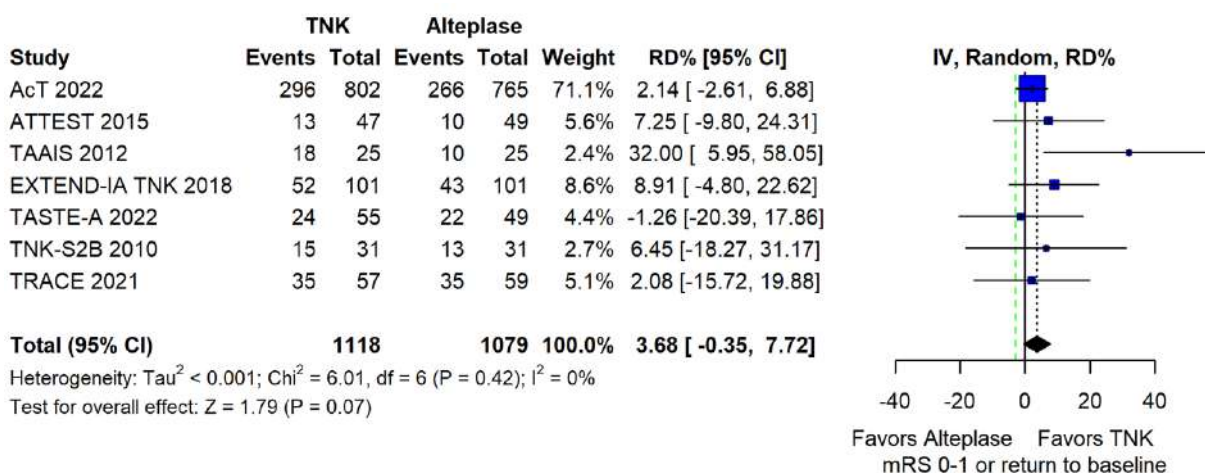 TNK Alteplase
Study Events Total Events Total Weight RD% [95% CI] IV, Random, RD%
AcT 2022 296 802 266 765 71.1% 2.14 [ -2.61, 6.88]
ATTEST 2015 13 47 10 49 5.6% 7.25 [ -9.80, 24.31]
TAAIS 2012 18 25 10 25 2.4% 32.00 [ 5.95, 58.05]
EXTEND-IA TNK 2018 52 101 43 101 8.6% 8.91 [ -4.80, 22.62]
TASTE-A 2022 24 55 22 49 4.4% -1.26 [-20.39, 17.86]
TNK-S2B 2010 15 31 13 31 2.7% 6.45 [-18.27, 31.17]
TRACE 2021 35 57 35 59 5.1% 2.08 [-15.72, 19.88]
Total (95% CI) 1118 1079 100.0% 3.68 [ -0.35, 7.72]
Heterogeneity: Tau² < 0.001; Chi² = 6.01, df = 6 (P = 0.42); I² = 0%
Test for overall effect: Z = 1.79 (P = 0.07)
-40 -20 0 20 40
Favors Alteplase Favors TNK
mRS 0-1 or return to baseline